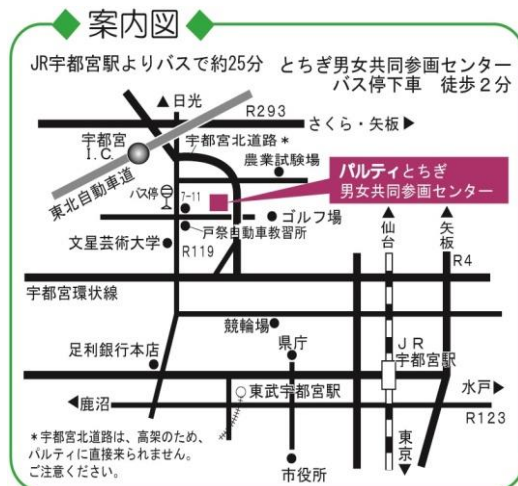 案内図
JR宇都宮駅よりバスで約25分 とちぎ男女共同参画センター
バス停下車 徒歩2分
▲日光
R293
さくら・矢板▶
宇都宮
I.C.
宇都宮北道路*
農業試験場
東北自動車道
パルティとちぎ
男女共同参画センター
バス停
7-11
ゴルフ場
戸祭自動車教習所
文星芸術大学
R119
▲仙台
▲矢板
R4
宇都宮環状線
競輪場
足利銀行本店
県庁
JR
宇都宮駅
水戸▶
東武宇都宮駅
◀鹿沼
R123
*宇都宮北道路は、高架のため、
パルティに直接来られません。
ご注意ください。
市役所
東京▼